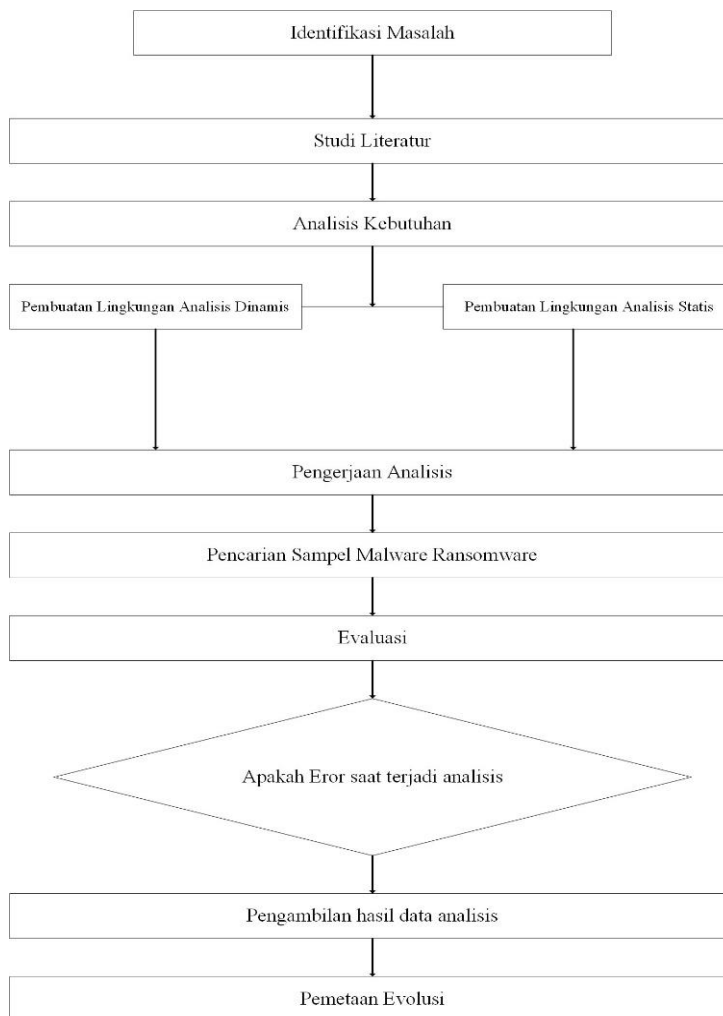 Identifikasi Masalah
Studi Literatur
Analisis Kebutuhan
Pembuatan Lingkungan Analisis Dinamis
Pembuatan Lingkungan Analisis Statis
Pengerjaan Analisis
Pencarian Sampel Malware Ransomware
Evaluasi
Apakah Eror saat terjadi analisis
Pengambilan hasil data analisis
Pemetaan Evolusi